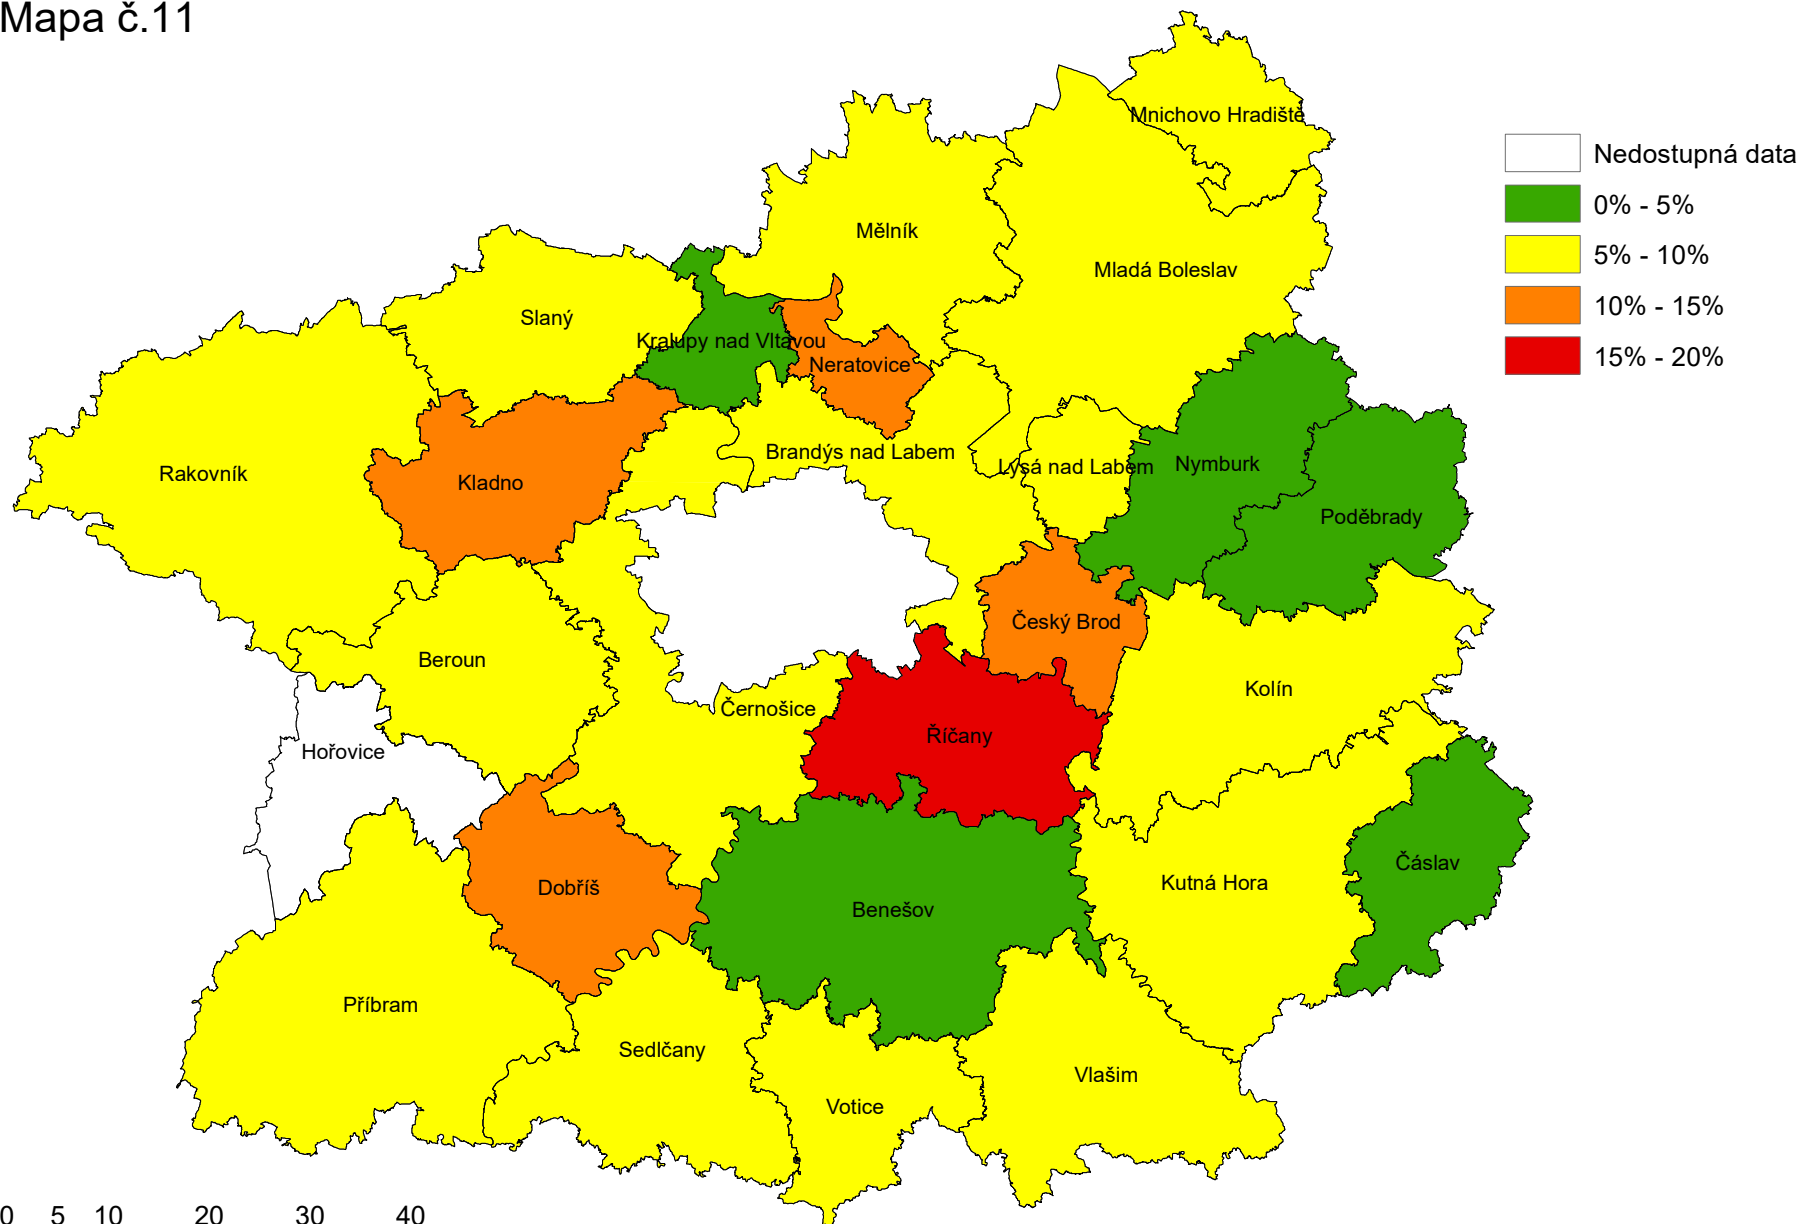 Mapa č.11
Mnichovo Hradiště
Nedostupná data
0% - 5%
5% - 10%
10% - 15%
15% - 20%
Mělník
Mladá Boleslav
Slaný
Kralupy nad Vltavou
Neratovice
Brandýs nad Labem
Lysá nad Labem
Nymburk
Rakovník
Kladno
Poděbrady
Český Brod
Beroun
Kolín
Černošice
Říčany
Hořovice
Čáslav
Kutná Hora
Dobříš
Benešov
Příbram
Sedlčany
Vlašim
Votice
0 5 10 20 30 40